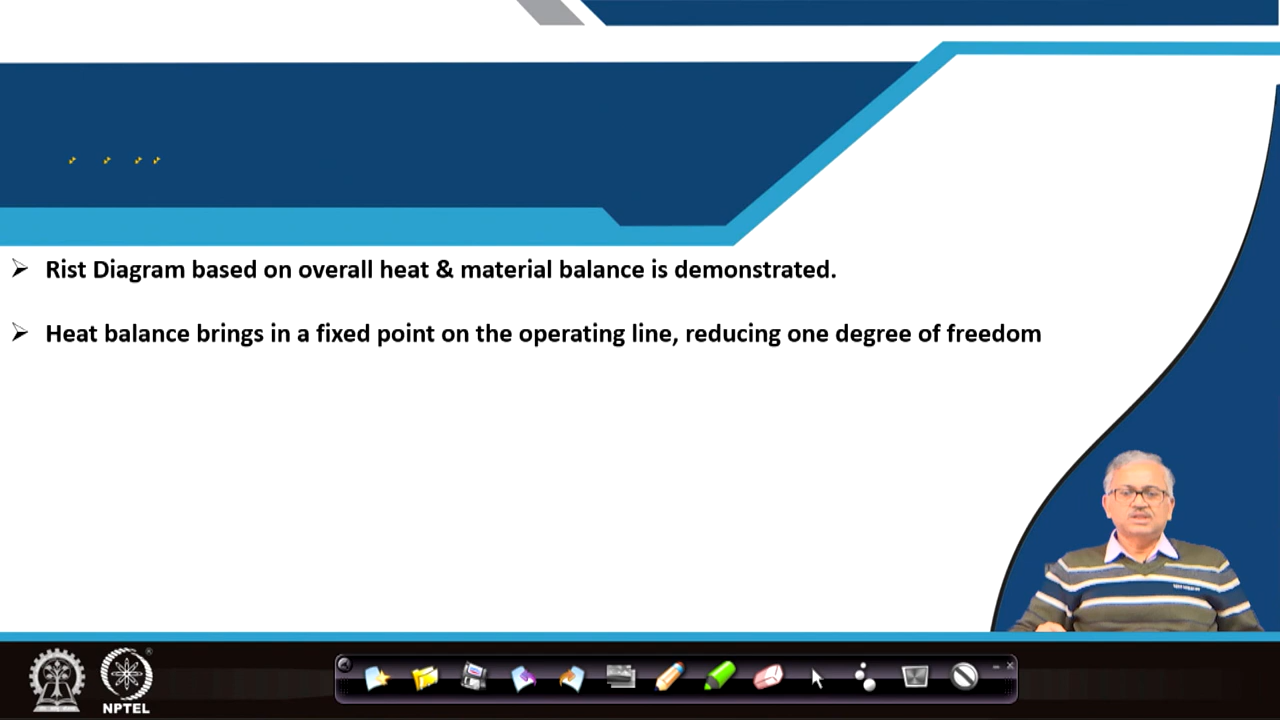 Rist Diagram based on overall heat & material balance is demonstrated.
Heat balance brings in a fixed point on the operating line, reducing one degree of freedom
NPTEL